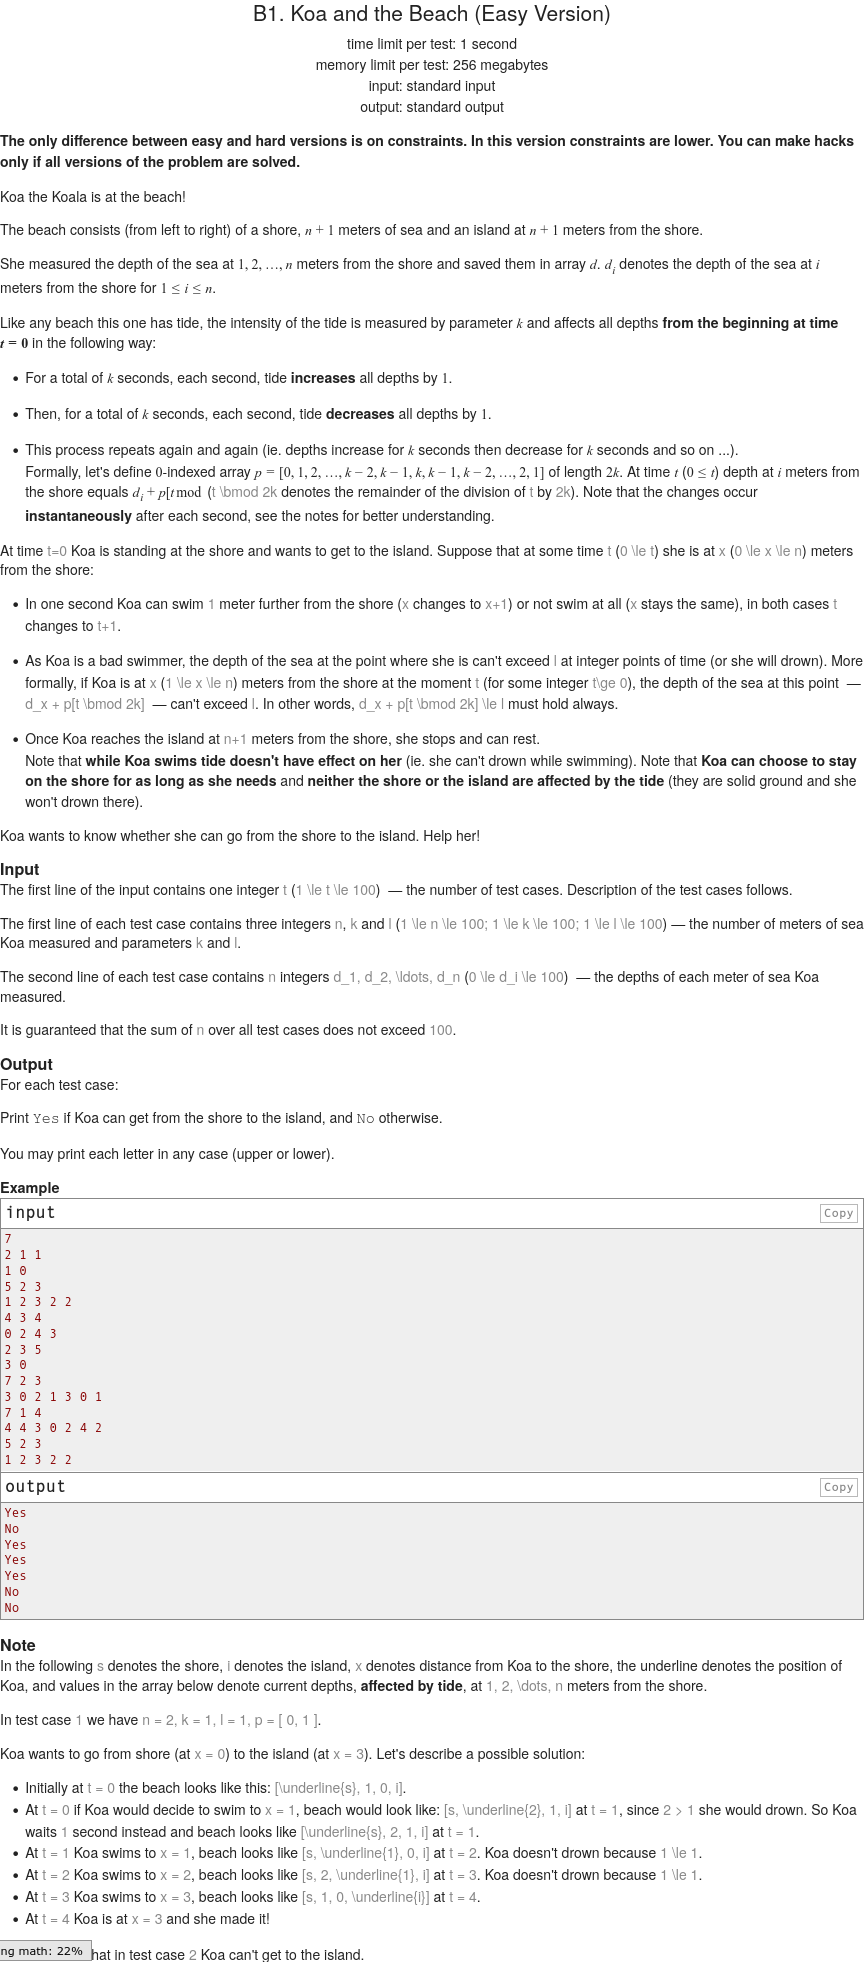 B1. Koa and the Beach (Easy Version)
time limit per test: 1 second
memory limit per test: 256 megabytes
input: standard input
output: standard output
The only difference between easy and hard versions is on constraints. In this version constraints are lower. You can make hacks
only if all versions of the problem are solved.
Koa the Koala is at the beach!
The beach consists (from left to right) of a shore, n + 1 meters of sea and an island at n + 1 meters from the shore.
She measured the depth of the sea at 1, 2, …, n meters from the shore and saved them in array d. d_i denotes the depth of the sea at i
meters from the shore for 1 ≤ i ≤ n.
Like any beach this one has tide, the intensity of the tide is measured by parameter k and affects all depths from the beginning at time
t = 0 in the following way:
• For a total of k seconds, each second, tide increases all depths by 1.
• Then, for a total of k seconds, each second, tide decreases all depths by 1.
• This process repeats again and again (ie. depths increase for k seconds then decrease for k seconds and so on ...).
Formally, let's define 0-indexed array p = [0, 1, 2, …, k − 2, k − 1, k, k − 1, k − 2, …, 2, 1] of length 2k. At time t (0 ≤ t) depth at i meters from
the shore equals d_i + p[t mod (t \bmod 2k denotes the remainder of the division of t by 2k). Note that the changes occur
instantaneously after each second, see the notes for better understanding.
At time t=0 Koa is standing at the shore and wants to get to the island. Suppose that at some time t (0 \le t) she is at x (0 \le x \le n) meters
from the shore:
• In one second Koa can swim 1 meter further from the shore (x changes to x+1) or not swim at all (x stays the same), in both cases t
changes to t+1.
• As Koa is a bad swimmer, the depth of the sea at the point where she is can't exceed l at integer points of time (or she will drown). More
formally, if Koa is at x (1 \le x \le n) meters from the shore at the moment t (for some integer t\ge 0), the depth of the sea at this point —
d_x + p[t \bmod 2k] — can't exceed l. In other words, d_x + p[t \bmod 2k] \le l must hold always.
• Once Koa reaches the island at n+1 meters from the shore, she stops and can rest.
Note that while Koa swims tide doesn't have effect on her (ie. she can't drown while swimming). Note that Koa can choose to stay
on the shore for as long as she needs and neither the shore or the island are affected by the tide (they are solid ground and she
won't drown there).
Koa wants to know whether she can go from the shore to the island. Help her!
Input
The first line of the input contains one integer t (1 \le t \le 100) — the number of test cases. Description of the test cases follows.
The first line of each test case contains three integers n, k and l (1 \le n \le 100; 1 \le k \le 100; 1 \le l \le 100) — the number of meters of sea
Koa measured and parameters k and l.
The second line of each test case contains n integers d_1, d_2, \ldots, d_n (0 \le d_i \le 100) — the depths of each meter of sea Koa
measured.
It is guaranteed that the sum of n over all test cases does not exceed 100.
Output
For each test case:
Print Yes if Koa can get from the shore to the island, and No otherwise.
You may print each letter in any case (upper or lower).
Example
input Copy
7
2 1 1
1 0
5 2 3
1 2 3 2 2
4 3 4
0 2 4 3
2 3 5
3 0
7 2 3
3 0 2 1 3 0 1
7 1 4
4 4 3 0 2 4 2
5 2 3
1 2 3 2 2
output Copy
Yes
No
Yes
Yes
Yes
No
No
Note
In the following s denotes the shore, i denotes the island, x denotes distance from Koa to the shore, the underline denotes the position of
Koa, and values in the array below denote current depths, affected by tide, at 1, 2, \dots, n meters from the shore.
In test case 1 we have n = 2, k = 1, l = 1, p = [ 0, 1 ].
Koa wants to go from shore (at x = 0) to the island (at x = 3). Let's describe a possible solution:
• Initially at t = 0 the beach looks like this: [\underline{s}, 1, 0, i].
• At t = 0 if Koa would decide to swim to x = 1, beach would look like: [s, \underline{2}, 1, i] at t = 1, since 2 > 1 she would drown. So Koa
waits 1 second instead and beach looks like [\underline{s}, 2, 1, i] at t = 1.
• At t = 1 Koa swims to x = 1, beach looks like [s, \underline{1}, 0, i] at t = 2. Koa doesn't drown because 1 \le 1.
• At t = 2 Koa swims to x = 2, beach looks like [s, 2, \underline{1}, i] at t = 3. Koa doesn't drown because 1 \le 1.
• At t = 3 Koa swims to x = 3, beach looks like [s, 1, 0, \underline{i}] at t = 4.
• At t = 4 Koa is at x = 3 and she made it!
ng math: 22% hat in test case 2 Koa can't get to the island.